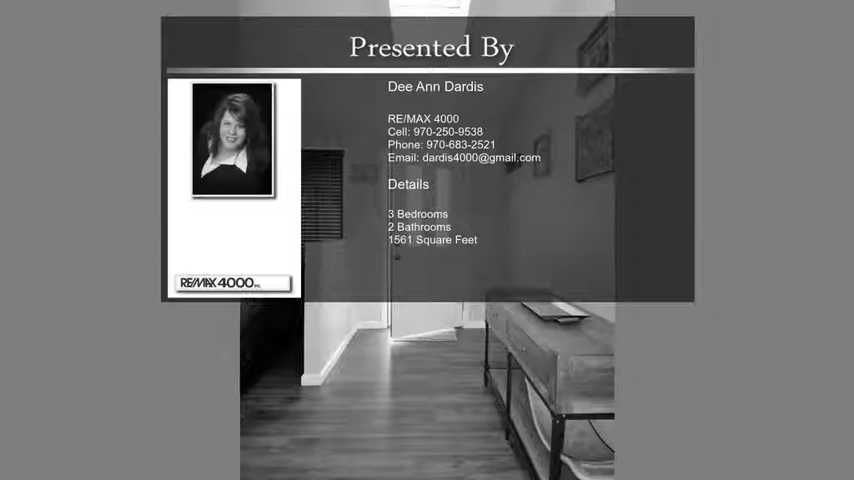 Presented By
Dee Ann Dardis
RE/MAX 4000
Cell: 970-250-9538
Phone: 970-683-2521
Email: dardis4000@gmail.com
Details
3 Bedrooms
2 Bathrooms
1561 Square Feet
RE/MAX 4000